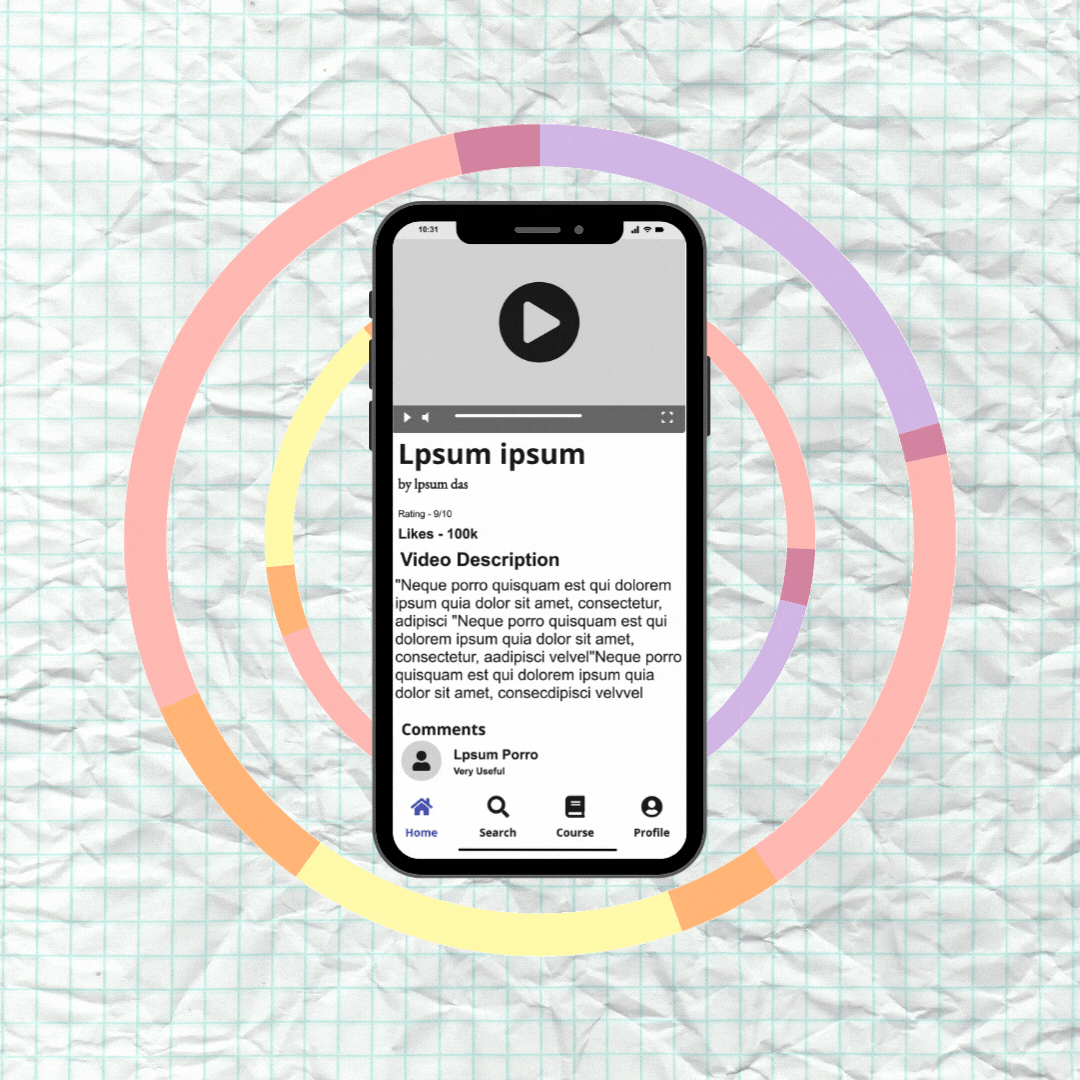 10:31
Lpsum ipsum
by lpsum das
Rating - 9/10
Likes - 100k
Video Description
"Neque porro quisquam est qui dolorem
ipsum quia dolor sit amet, consectetur,
adipisci "Neque porro quisquam est qui
dolorem ipsum quia dolor sit amet,
consectetur, aadipisci velvel"Neque porro
quisquam est qui dolorem ipsum quia
dolor sit amet, consecdipisci velvvel
Comments
Lpsum Porro
Very Useful
Home Search Course Profile